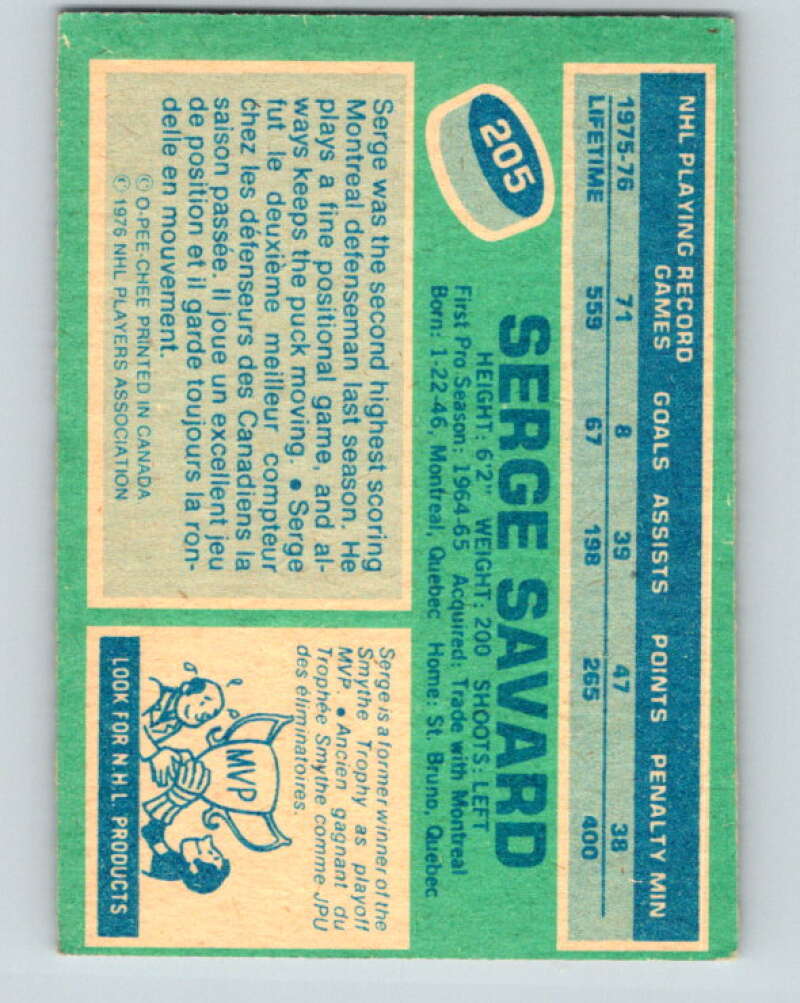 NHL PLAYING RECORD
GAMES GOALS ASSISTS POINTS PENALTY MIN
1975-76 71 8 39 47 38
LIFETIME 559 67 198 265 400
205
SERGE SAVARD
HEIGHT: 6'2" WEIGHT: 200 SHOOTS: LEFT
First Pro Season: 1964-65 Acquired: Trade with Montreal
Born: 1-22-46, Montreal, Quebec Home: St. Bruno, Quebec
Serge was the second highest scoring
Montreal defenseman last season. He
plays a fine positional game, and al-
ways keeps the puck moving. • Serge
fut le deuxième meilleur compteur
chez les défenseurs des Canadiens la
saison passée. Il joue un excellent jeu
de position et il garde toujours la ron-
delle en mouvement.
© O-PEE-CHEE PRINTED IN CANADA
© 1976 NHL PLAYERS ASSOCIATION
Serge is a former winner of the
Smythe Trophy as playoff
MVP. • Ancien gagnant du
Trophée Smythe comme JPU
des éliminatoires.
MVP
LOOK FOR N.H.L. PRODUCTS